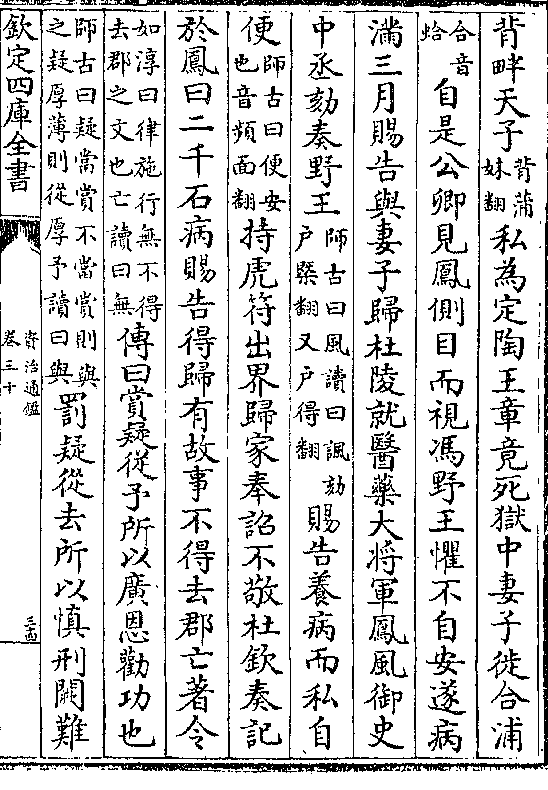 背畔天子背蒲妹翻私為定陶王章竟死獄中妻子徙合浦
合音蛤自是公卿見鳳側目而視馮野王懼不自安遂病
滿三月賜告與妻子歸杜陵就醫藥大將軍鳳風御史
中丞劾奏野王師古曰風讀曰諷劾户槩翻又户得翻賜告養病而私自
便師古曰便安也音頻面翻持虎符出界歸家奉詔不敬杜欽奏記
於鳳曰二千石病賜告得歸有故事不得去郡亡著令
如淳曰律施行無不得去郡之文也亡讀曰無傳曰賞疑從予所以廣恩勸功也
師古曰疑當賞不當賞則與之疑厚薄則從厚予讀曰與罰疑從去所以慎刑闕難
欽定四庫全書
資治通鑑
卷三十
三十四